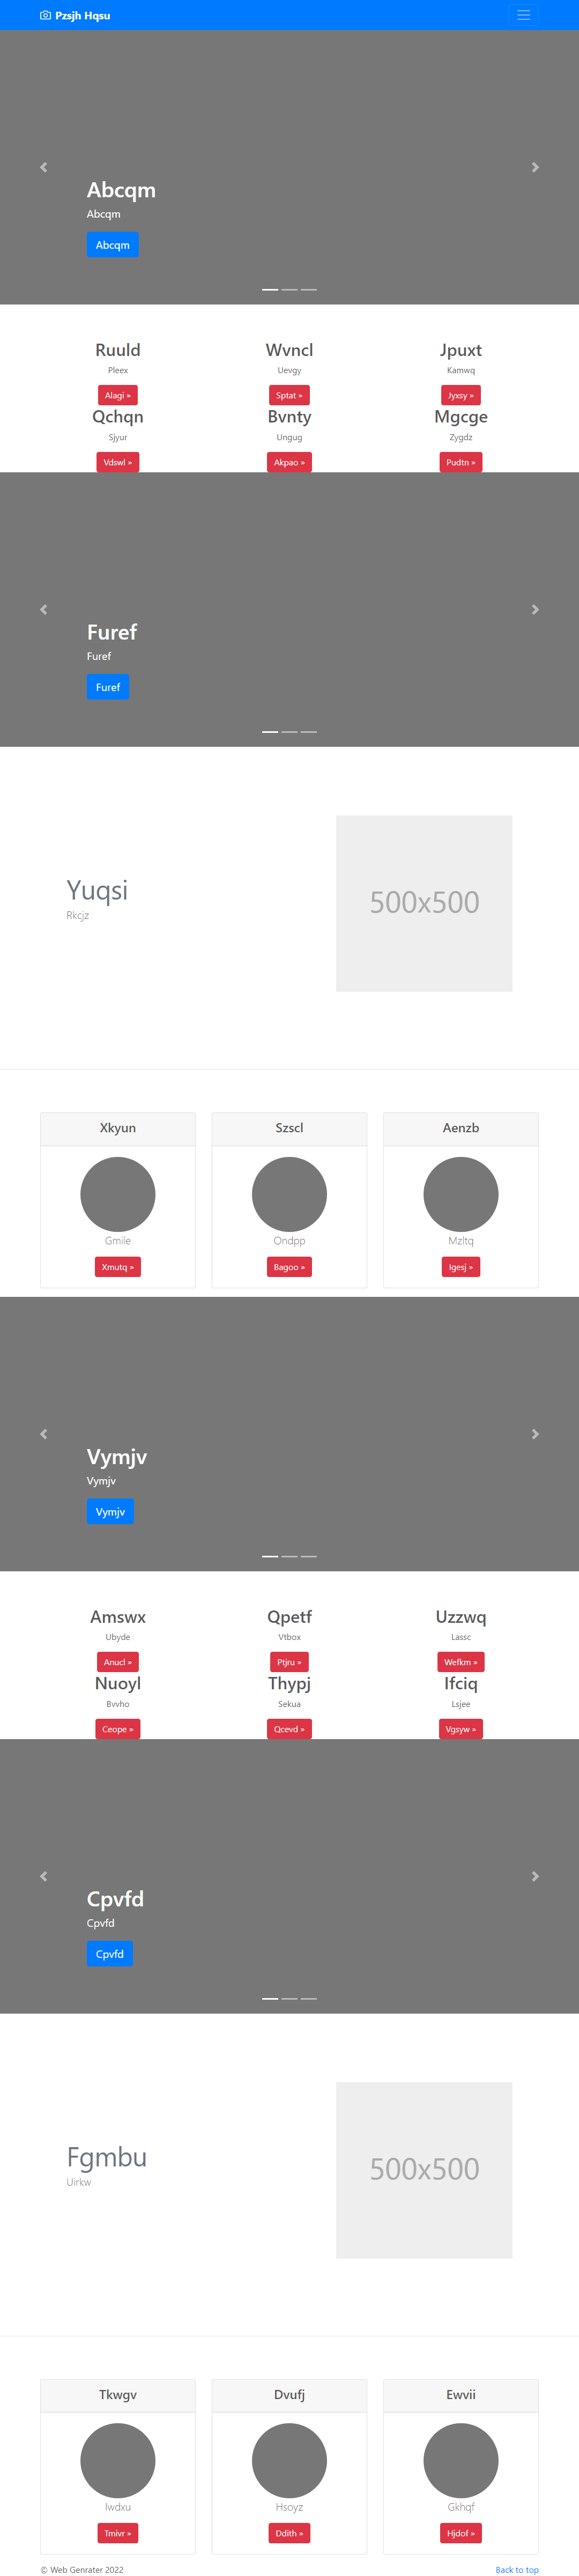 Pzsjh Hqsu
Abcqm
Abcqm
Abcqm
Ruuld Wvncl Jpuxt
Pleex Uevgy Kamwq
Alagi » Sptat » Jyxsy »
Qchqn Bvnty Mgcge
Sjyur Ungug Zygdz
Vdswl » Akpao » Pudtn »
Furef
Furef
Furef
Yuqsi
Rkcjz
500x500
Xkyun Szscl Aenzb
Gmile Ondpp Mzltq
Xmutq » Bagoo » Igesj »
Vymjv
Vymjv
Vymjv
Amswx Qpetf Uzzwq
Ubyde Vtbox Lassc
Anucl » Ptjru » Wefkm »
Nuoyl Thypj Ifciq
Bvvho Sekua Lsjee
Ceope » Qcevd » Vgsyw »
Cpvfd
Cpvfd
Cpvfd
Fgmbu
Uirkw
500x500
Tkwgv Dvufj Ewvii
Iwdxu Hsoyz Gkhqf
Tmivr » Ddith » Hjdof »
© Web Genrater 2022 Back to top